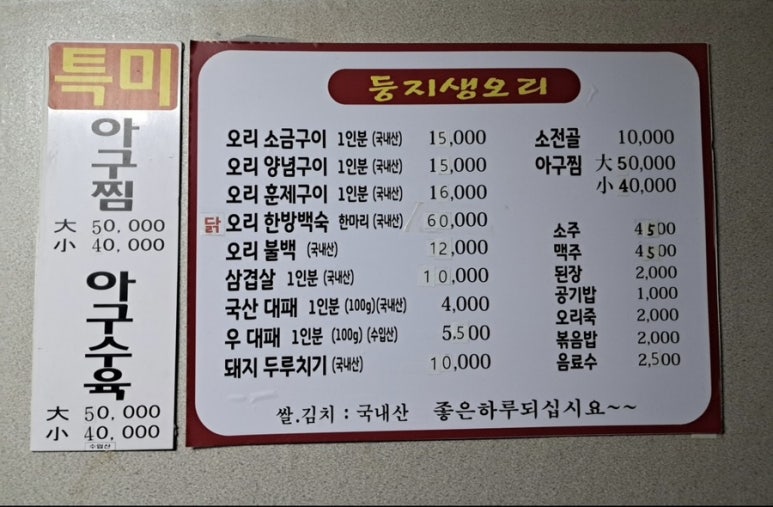 특미
아구찜
大 50,000
小 40,000
아구수육
大 50,000
小 40,000
수입산
둥지생오리
오리 소금구이 1인분 (국내산) 15,000
오리 양념구이 1인분 (국내산) 15,000
오리 훈제구이 1인분 (국내산) 16,000
닭 오리 한방백숙 한마리 (국내산) 60,000
오리 불백 (국내산) 12,000
삼겹살 1인분 (국내산) 10,000
국산 대패 1인분 (100g)(국내산) 4,000
우 대패 1인분 (100g) (수입산) 5.500
돼지 두루치기 (국내산) 10,000
소전골 10,000
아구찜 大 50,000
小 40,000
소주 4500
맥주 4500
된장 2,000
공기밥 1,000
오리죽 2,000
볶음밥 2,000
음료수 2,500
쌀.김치 : 국내산 좋은하루되십시요~~